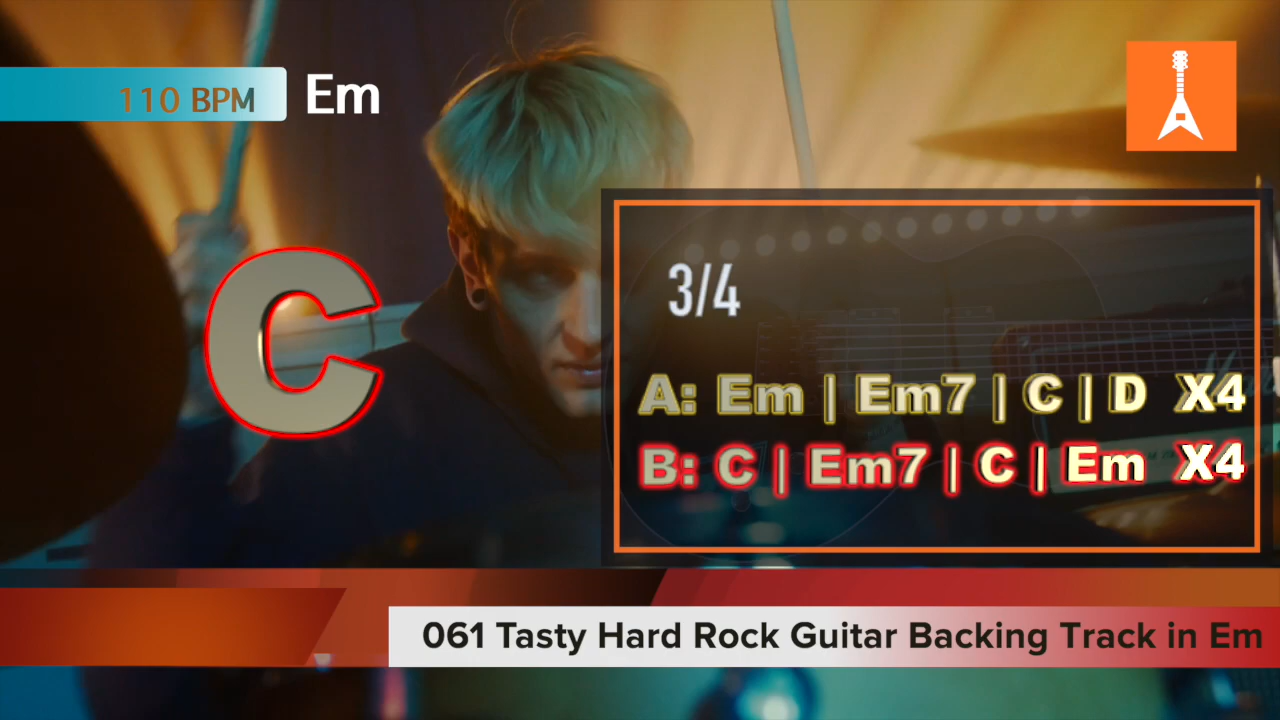 110 BPM Em
C
3/4
A: Em | Em7 | C | D X4
B: C | Em7 | C | Em X4
061 Tasty Hard Rock Guitar Backing Track in Em